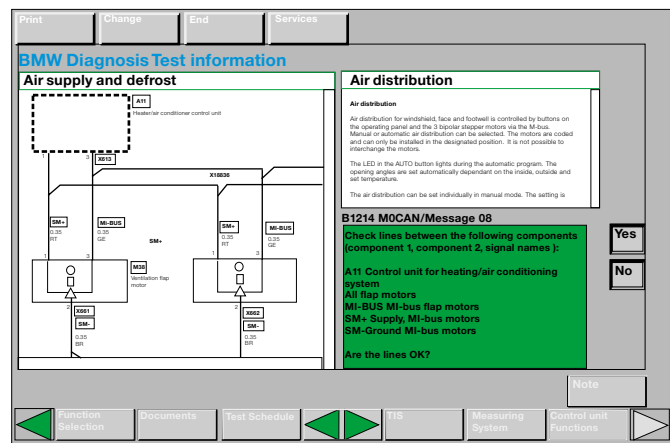 Print Change End Services
BMW Diagnosis Test information
Air supply and defrost
A11
Heater/air conditioner control unit
1 3 X613
X18836
SM+ MI-BUS SM+ MI-BUS
0.35 0.35 0.35 0.35
RT GE SM+ RT GE
1 3 1 3
M38
Ventilation flap
motor
2 2
X661 X662
SM- SM-
0.35 0.35
BR BR
Air distribution
Air distribution
Air distribution for windshield, face and footwell is controlled by buttons on
the operating panel and the 3 bipolar stepper motors via the M-bus.
Manual or automatic air distribution can be selected. The motors are coded
and can only be installed in the designated position. It is not possible to
interchange the motors.
The LED in the AUTO button lights during the automatic program. The
opening angles are set automatically dependant on the inside, outside and
set temperature.
The air distribution can be set individually in manual mode. The setting is
B1214 M0CAN/Message 08
Check lines between the following components
(component 1, component 2, signal names ):
A11 Control unit for heating/air conditioning
system
All flap motors
MI-BUS MI-bus flap motors
SM+ Supply, MI-bus motors
SM-Ground MI-bus motors
Are the lines OK?
Yes
No
Note
Function
Selection
Documents
Test Schedule
TIS
Measuring
System
Control unit
Functions